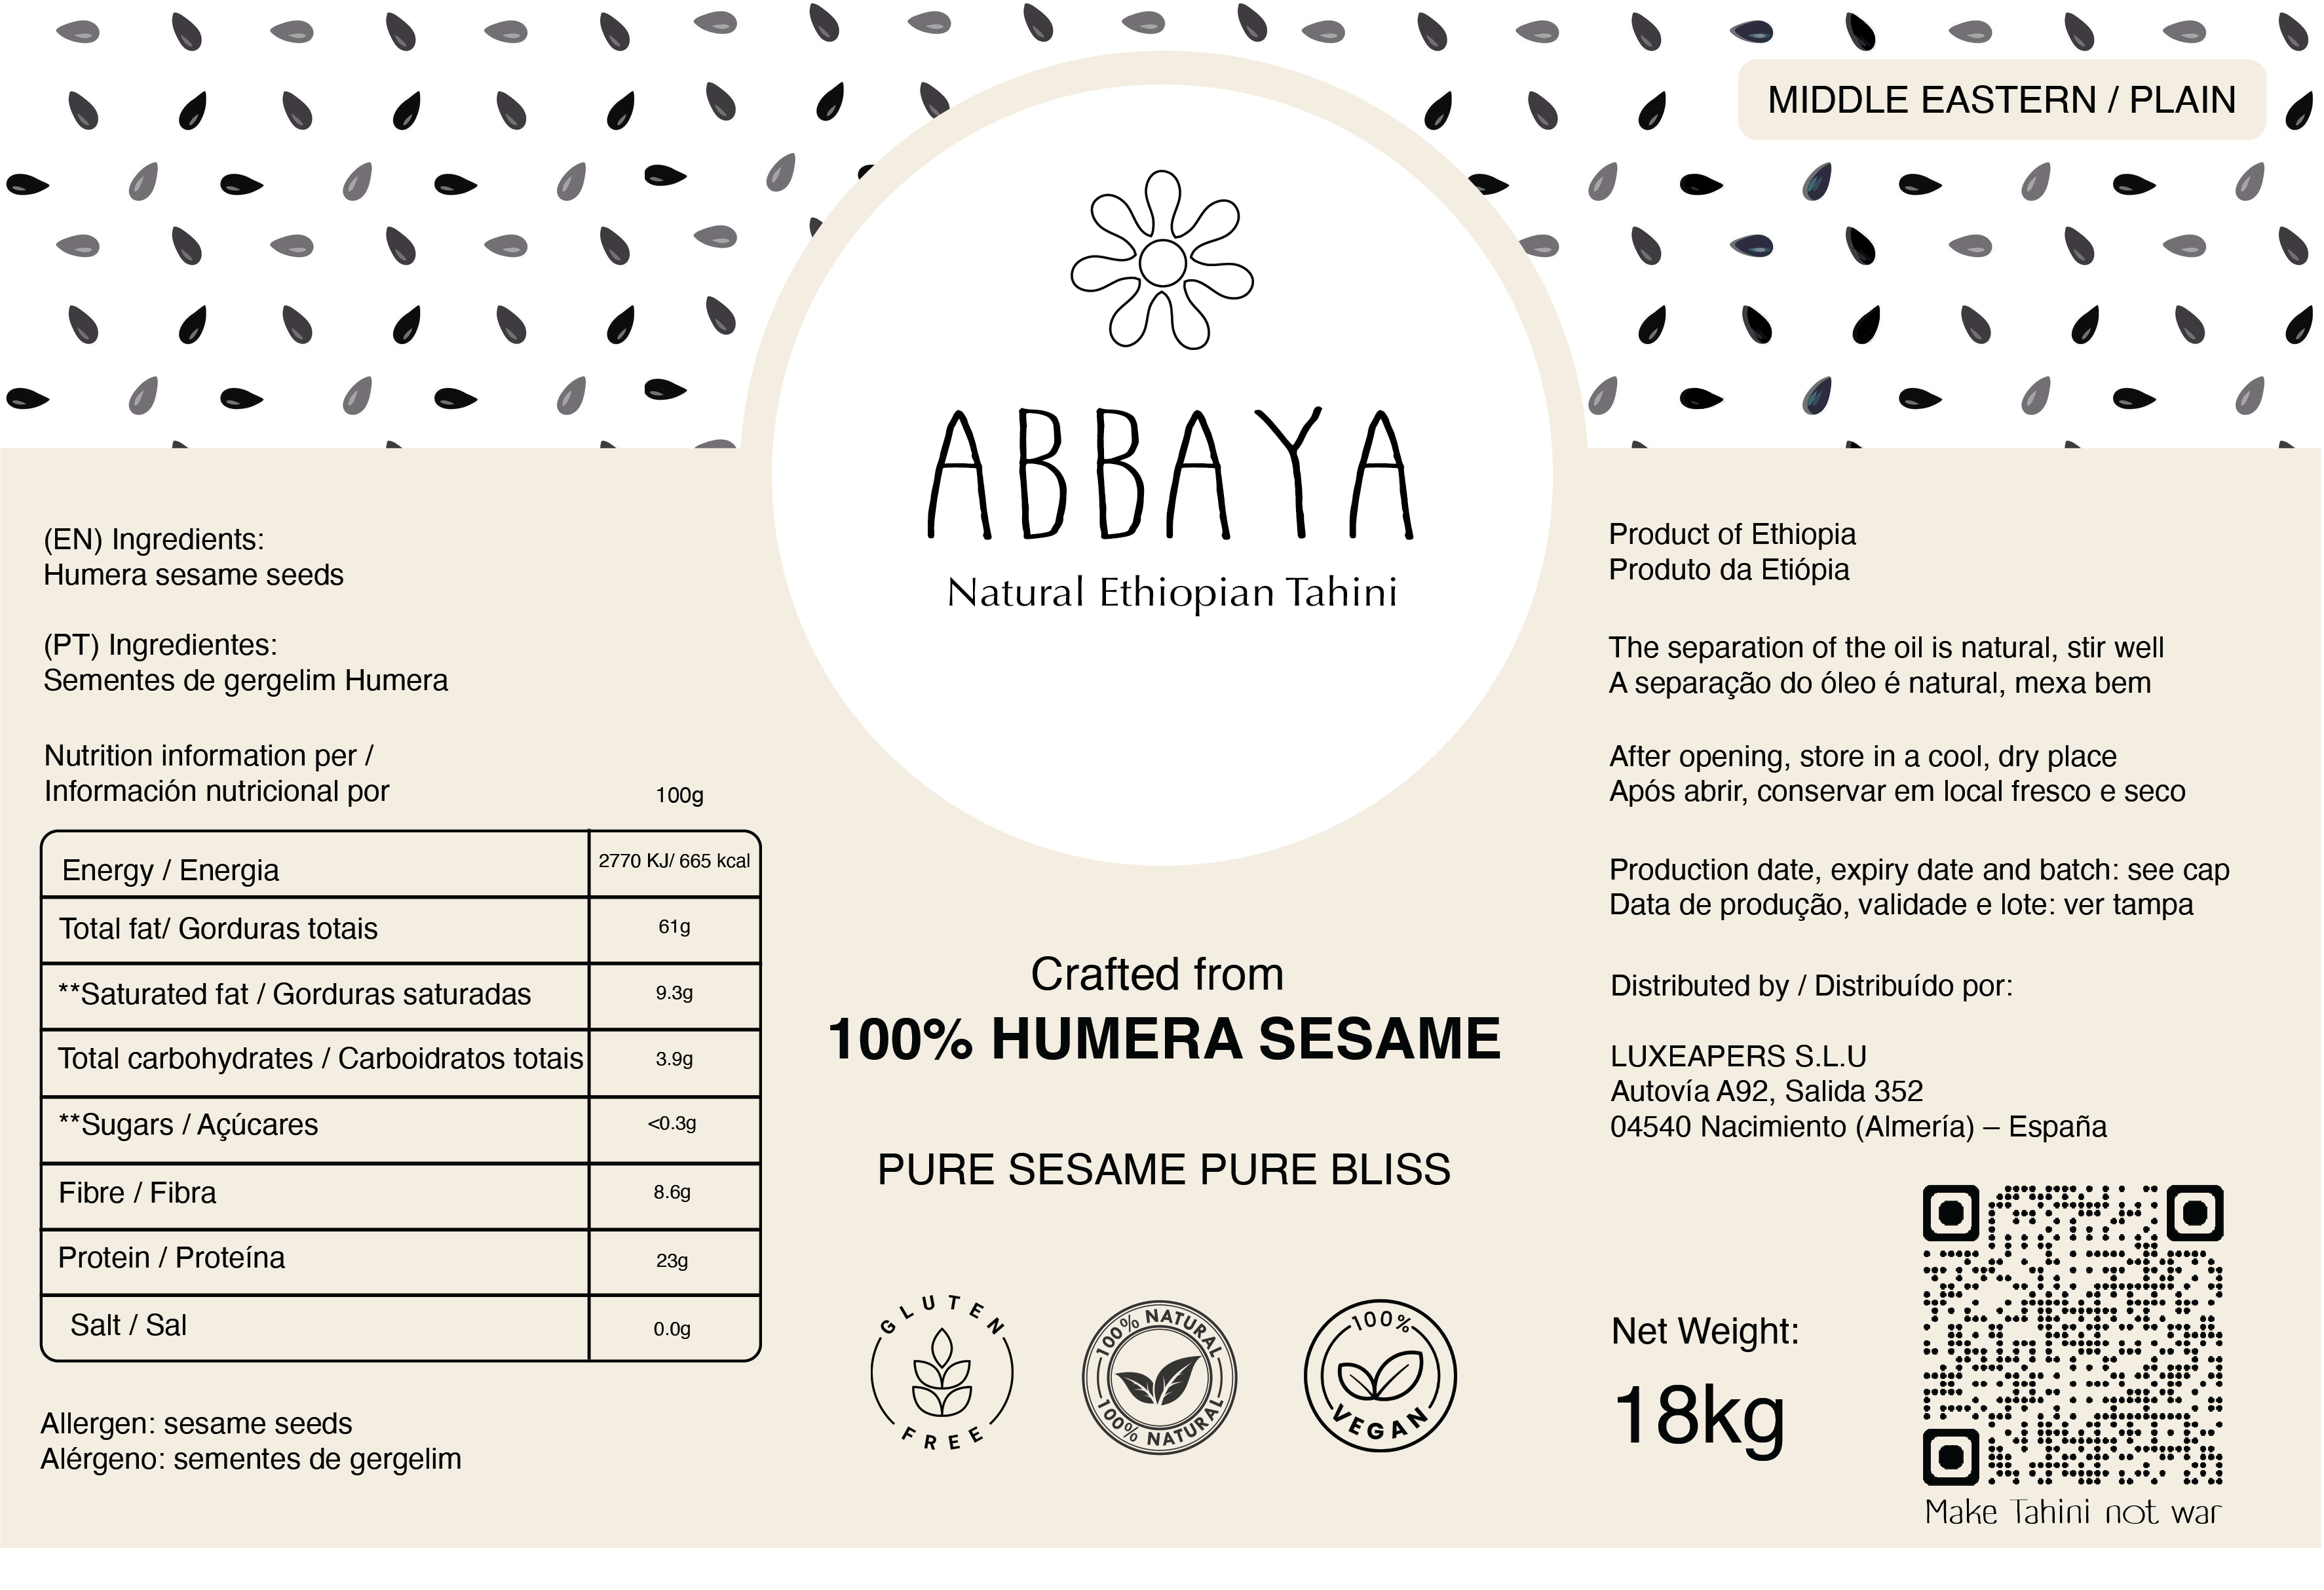 MIDDLE EASTERN / PLAIN
ABBAYA
Natural Ethiopian Tahini
(EN) Ingredients:
Humera sesame seeds
(PT) Ingredientes:
Sementes de gergelim Humera
Nutrition information per /
Información nutricional por
100g
Energy / Energia 2770 KJ/ 665 kcal
Total fat/ Gorduras totais 61g
**Saturated fat / Gorduras saturadas 9.3g
Total carbohydrates / Carboidratos totais 3.9g
**Sugars / Açúcares <0.3g
Fibre / Fibra 8.6g
Protein / Proteína 23g
Salt / Sal 0.0g
Allergen: sesame seeds
Alérgeno: sementes de gergelim
Crafted from
100% HUMERA SESAME
PURE SESAME PURE BLISS
GLUTEN
FREE
100% NATURAL
100% NATURAL
100%
VEGAN
Product of Ethiopia
Produto da Etiópia
The separation of the oil is natural, stir well
A separação do óleo é natural, mexa bem
After opening, store in a cool, dry place
Após abrir, conservar em local fresco e seco
Production date, expiry date and batch: see cap
Data de produção, validade e lote: ver tampa
Distributed by / Distribuído por:
LUXEAPERS S.L.U
Autovía A92, Salida 352
04540 Nacimiento (Almería) – España
Net Weight:
18kg
Make Tahini not war